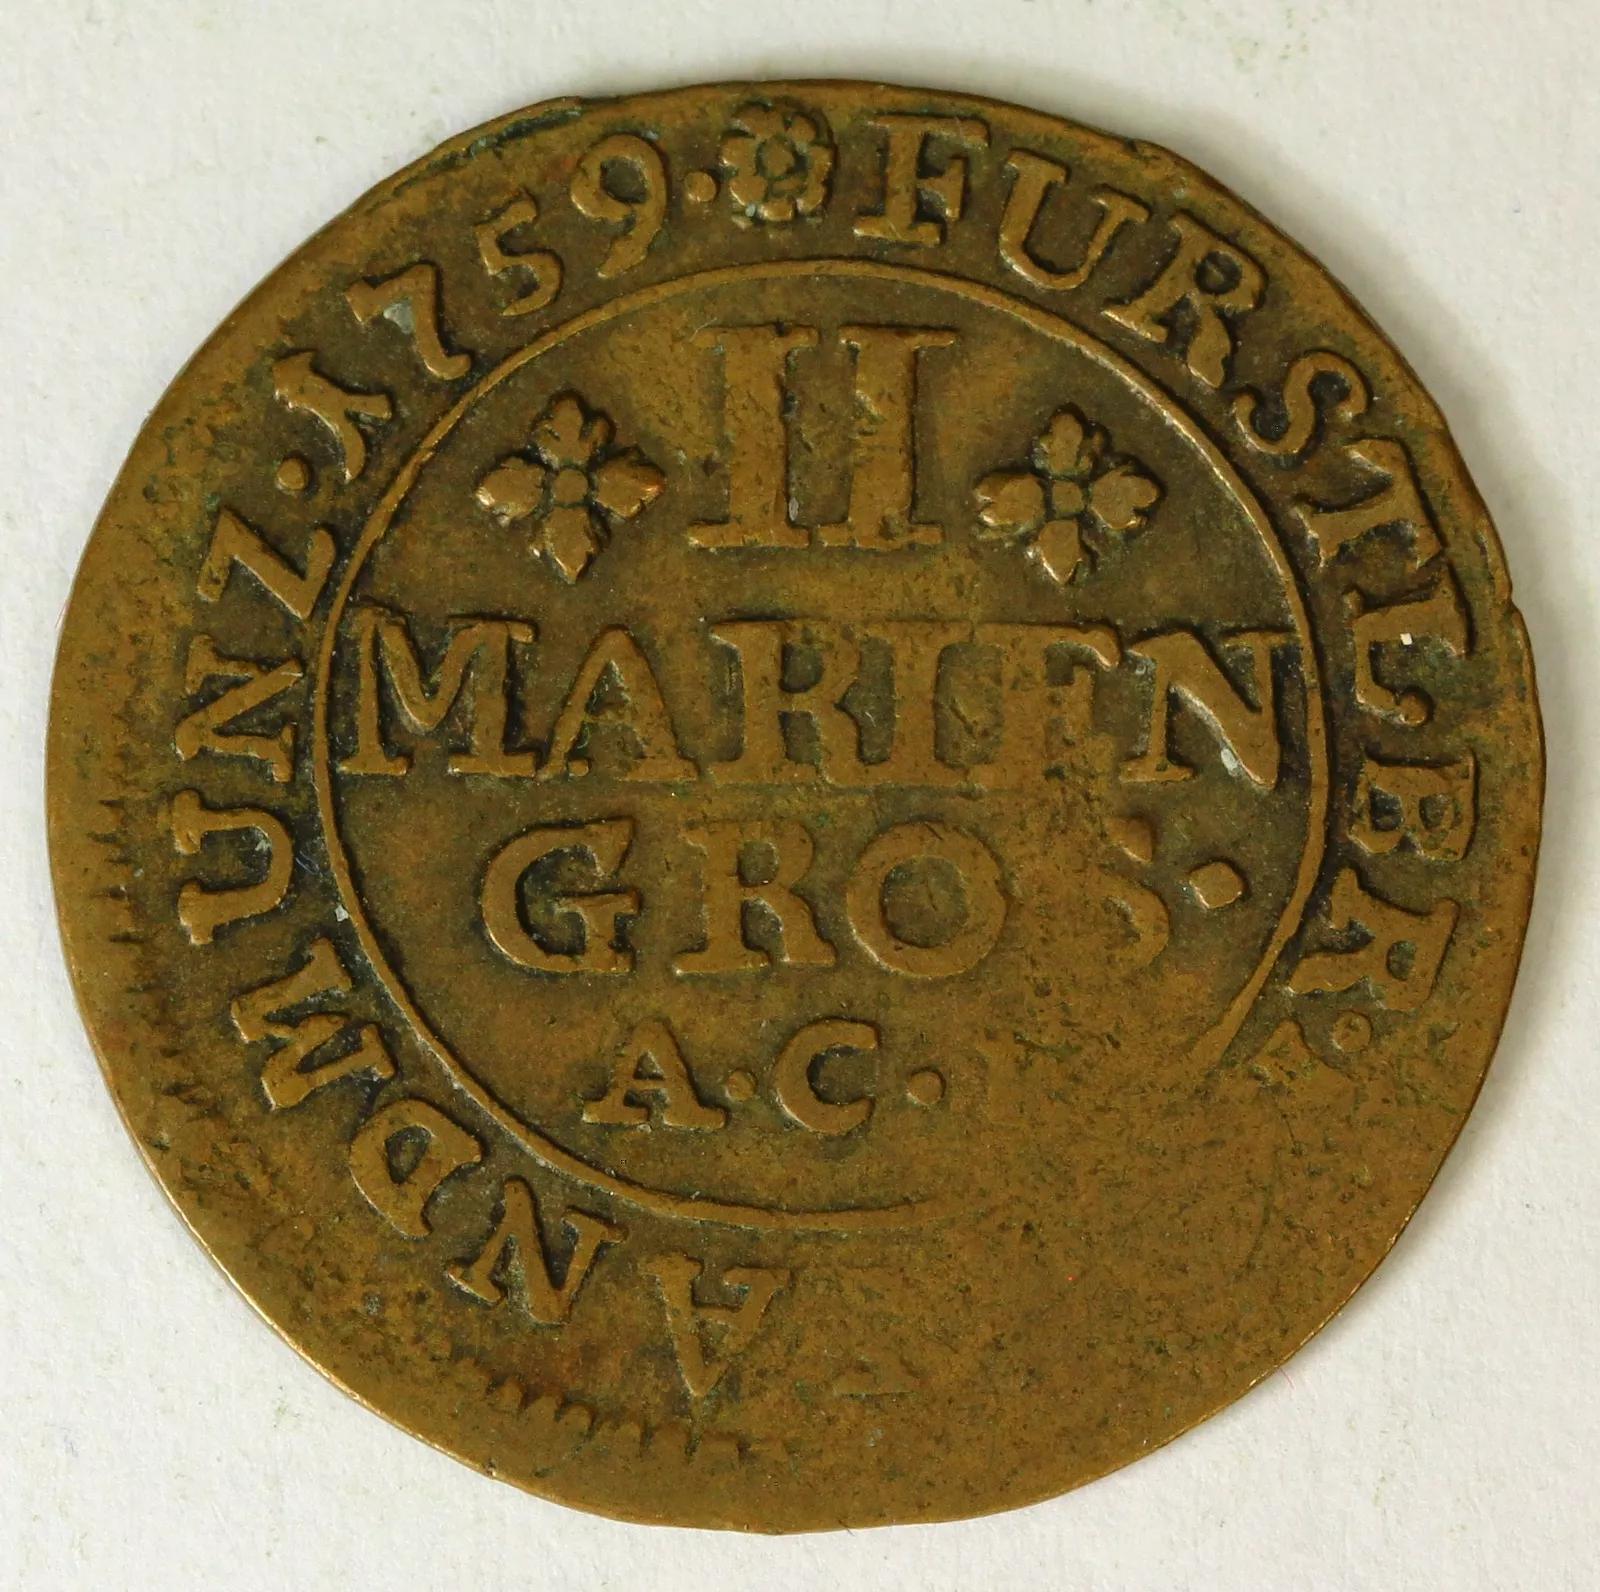 FURSTL·BR·
LANDMUNZ·1759·
II
MARIEN
GROS·
A·C·